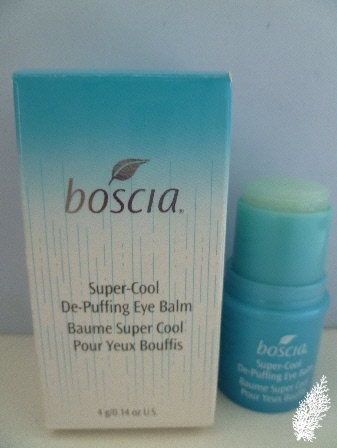 boscia®
Super-Cool
De-Puffing Eye Balm
Baume Super Cool
Pour Yeux Bouffis
4 g/0.14 oz U.S.
boscia
Super-Cool
De-Puffing Eye Balm
Baume Super Cool
Pour Yeux Bouffis